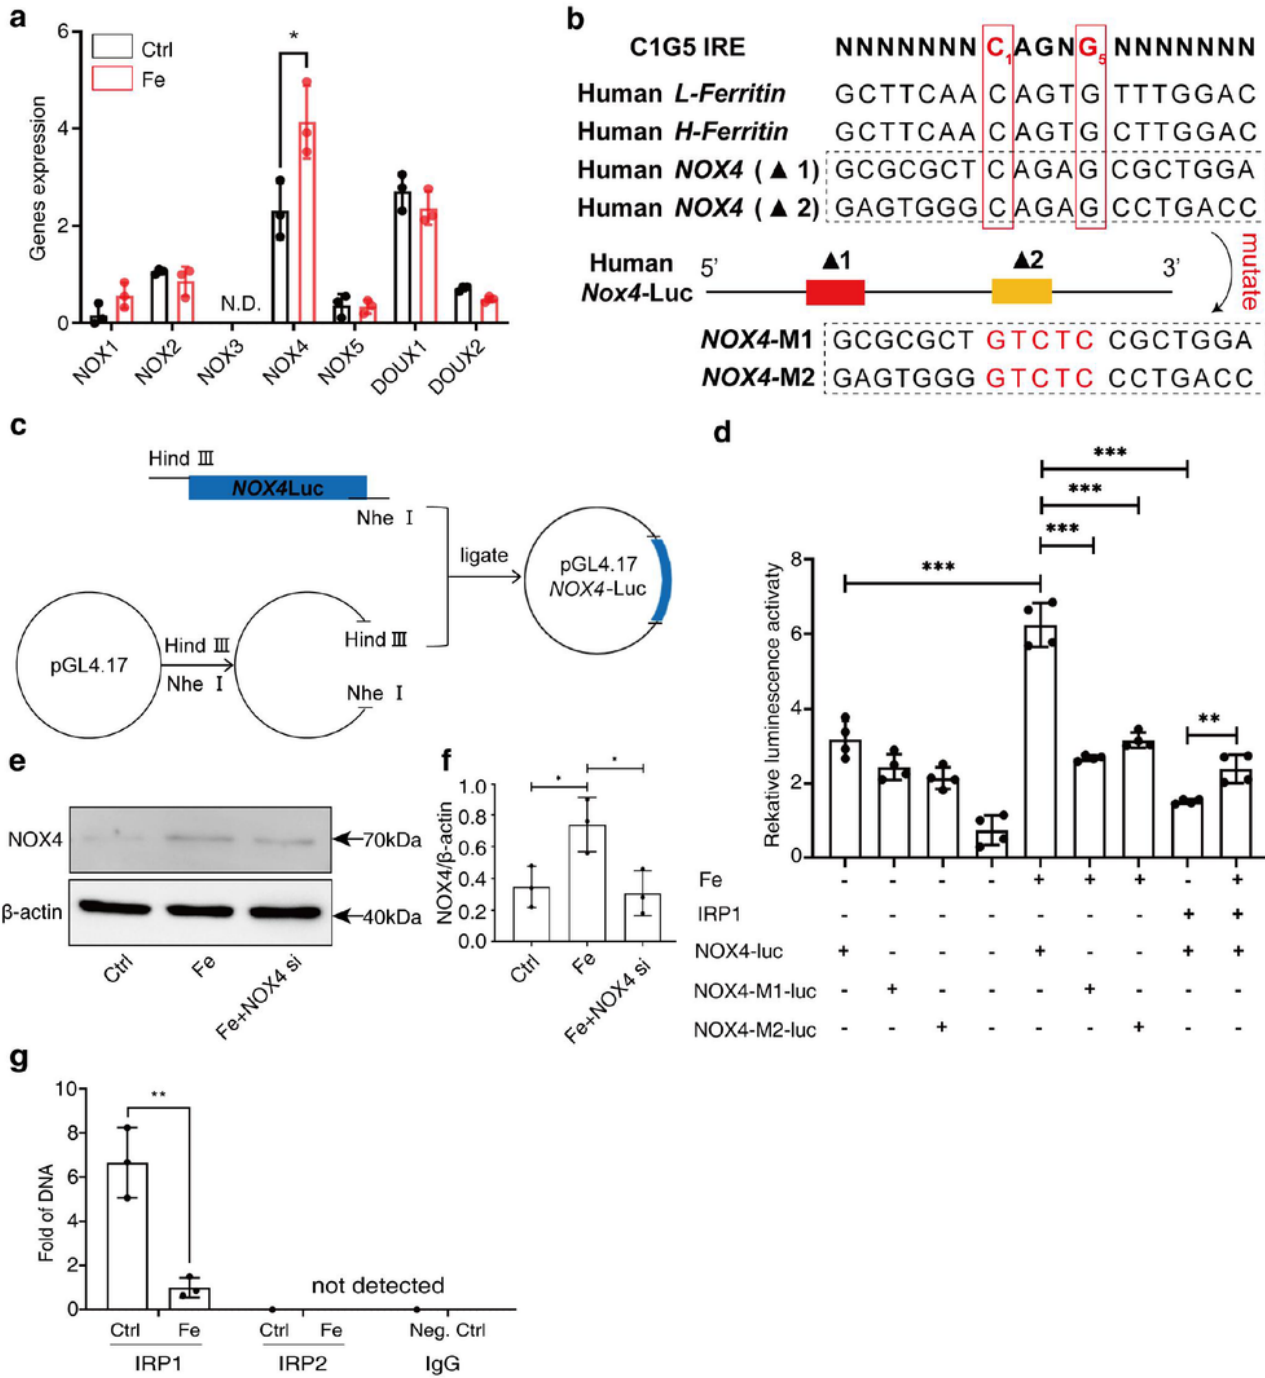 a
6
4
2
0
Genes expression
Ctrl
Fe
*
N.D.
NOX1
NOX2
NOX3
NOX4
NOX5
DOUX1
DOUX2
b
C1G5 IRE NNNNNNN C1 AGN G5 NNNNNNN
Human L-Ferritin GCTTCAA CAGTG TTTGGAC
Human H-Ferritin GCTTCAA CAGTG CTTGGAC
Human NOX4 (▲1) GCGCGCT CAGAG CGCTGGA
Human NOX4 (▲2) GAGTGGG CAGAG CCTGACC
mutate
Human
Nox4-Luc
5’
▲1
▲2
3’
NOX4-M1 GCGCGCT GTCTC CGCTGGA
NOX4-M2 GAGTGGG GTCTC CCTGACC
c
Hind Ⅲ
NOX4Luc
Nhe Ⅰ
pGL4.17
Hind Ⅲ
Nhe Ⅰ
Hind Ⅲ
Nhe Ⅰ
ligate
pGL4.17
NOX4-Luc
d
***
***
***
***
**
8
6
4
2
0
Rekative luminescence activaty
Fe - - - - + + + - +
IRP1 - - - - - - - + +
NOX4-luc + - - - + - - + +
NOX4-M1-luc - + - - - + - - -
NOX4-M2-luc - - + - - - + - -
e
NOX4
70kDa
β-actin
40kDa
Ctrl
Fe
Fe+NOX4 si
f
NOX4/β-actin
1.0
0.8
0.6
0.4
0.2
0.0
*
*
Ctrl
Fe
Fe+NOX4 si
g
Fold of DNA
10
8
6
4
2
0
**
not detected
Ctrl Fe Ctrl Fe Neg. Ctrl
IRP1 IRP2 IgG